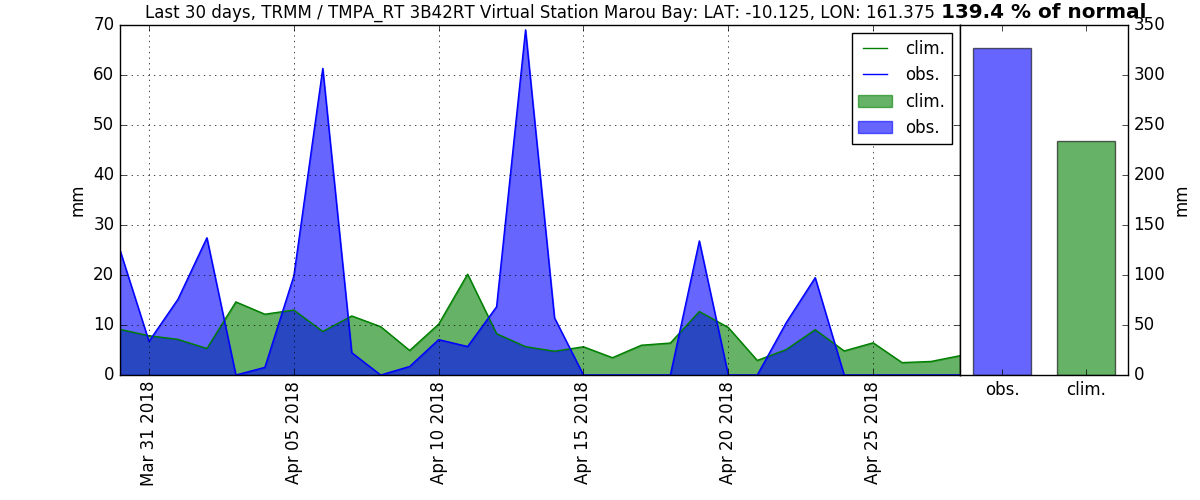 Last 30 days, TRMM / TMPA_RT 3B42RT Virtual Station Marou Bay: LAT: -10.125, LON: 161.375 139.4 % of normal
70
60
50
40
30
20
10
0
mm
clim.
obs.
clim.
obs.
350
300
250
200
150
100
50
0
mm
Mar 31 2018
Apr 05 2018
Apr 10 2018
Apr 15 2018
Apr 20 2018
Apr 25 2018
obs.
clim.